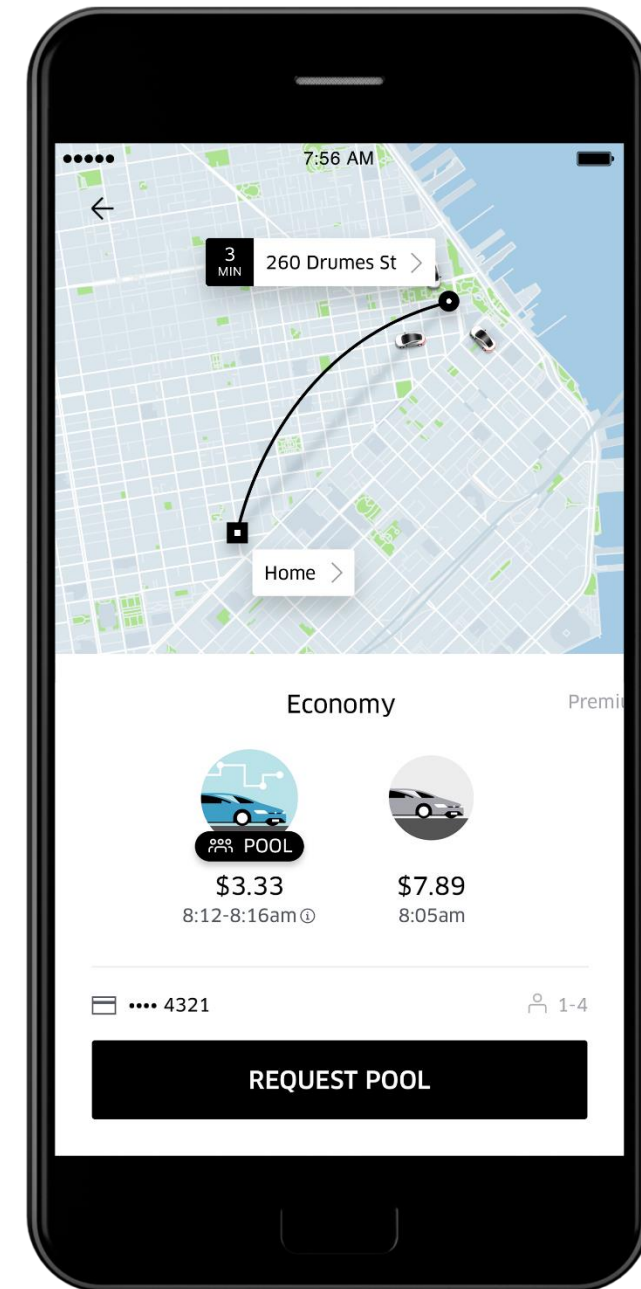 7:56 AM
3
MIN
260 Drumes St
Home
Economy
Premiu
POOL
$3.33
$7.89
8:12-8:16am
8:05am
•••• 4321
1-4
REQUEST POOL